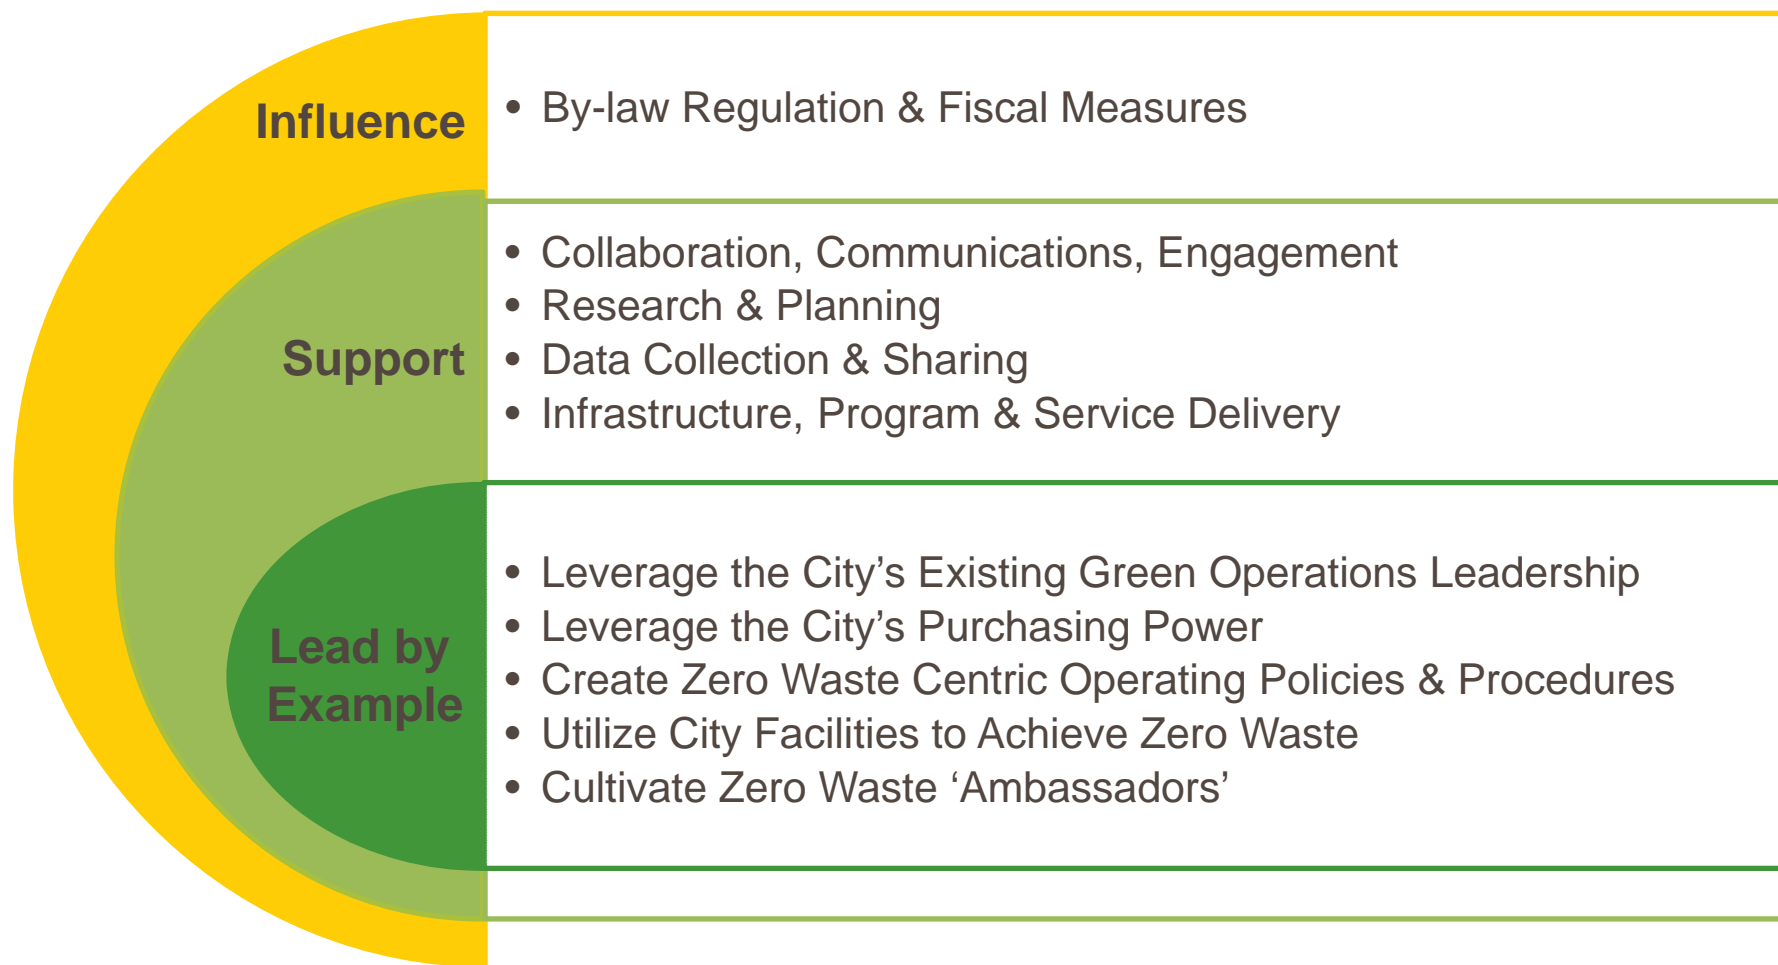 Influence
• By-law Regulation & Fiscal Measures
Support
• Collaboration, Communications, Engagement
• Research & Planning
• Data Collection & Sharing
• Infrastructure, Program & Service Delivery
Lead by
Example
• Leverage the City’s Existing Green Operations Leadership
• Leverage the City’s Purchasing Power
• Create Zero Waste Centric Operating Policies & Procedures
• Utilize City Facilities to Achieve Zero Waste
• Cultivate Zero Waste ‘Ambassadors’